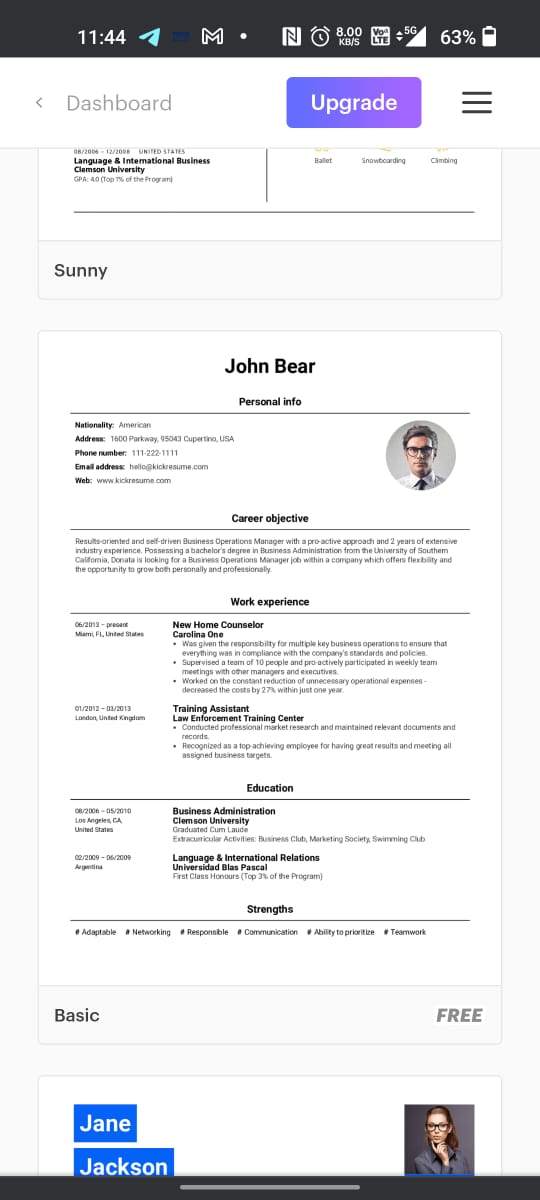 11:44
8.00
KB/S
Vo
LTE
5G
63%
Dashboard
Upgrade
08/2006 – 12/2008 UNITED STATES
Language & International Business
Clemson University
GPA: 4.0 (Top 1% of the Program)
Ballet Snowboarding Climbing
Sunny
John Bear
Personal info
Nationality: American
Address: 1600 Parkway, 95043 Cupertino, USA
Phone number: 111-222-1111
Email address: hello@kickresume.com
Web: www.kickresume.com
Career objective
Results-oriented and self-driven Business Operations Manager with a pro-active approach and 2 years of extensive
industry experience. Possessing a bachelor's degree in Business Administration from the University of Southern
California, Donata is looking for a Business Operations Manager job within a company which offers flexibility and
the opportunity to grow both personally and professionally.
Work experience
06/2013 – present
Miami, FL, United States
New Home Counselor
Carolina One
• Was given the responsibility for multiple key business operations to ensure that
everything was in compliance with the company's standards and policies.
• Supervised a team of 10 people and pro-actively participated in weekly team
meetings with other managers and executives.
• Worked on the constant reduction of unnecessary operational expenses -
decreased the costs by 27% within just one year.
01/2012 – 03/2013
London, United Kingdom
Training Assistant
Law Enforcement Training Center
• Conducted professional market research and maintained relevant documents and
records.
• Recognized as a top-achieving employee for having great results and meeting all
assigned business targets.
Education
08/2006 – 05/2010
Los Angeles, CA,
United States
Business Administration
Clemson University
Graduated Cum Laude
Extracurricular Activities: Business Club, Marketing Society, Swimming Club
02/2009 – 06/2009
Argentina
Language & International Relations
Universidad Blas Pascal
First Class Honours (Top 3% of the Program)
Strengths
# Adaptable # Networking # Responsible # Communication # Ability to prioritize # Teamwork
Basic
FREE
Jane
Jackson